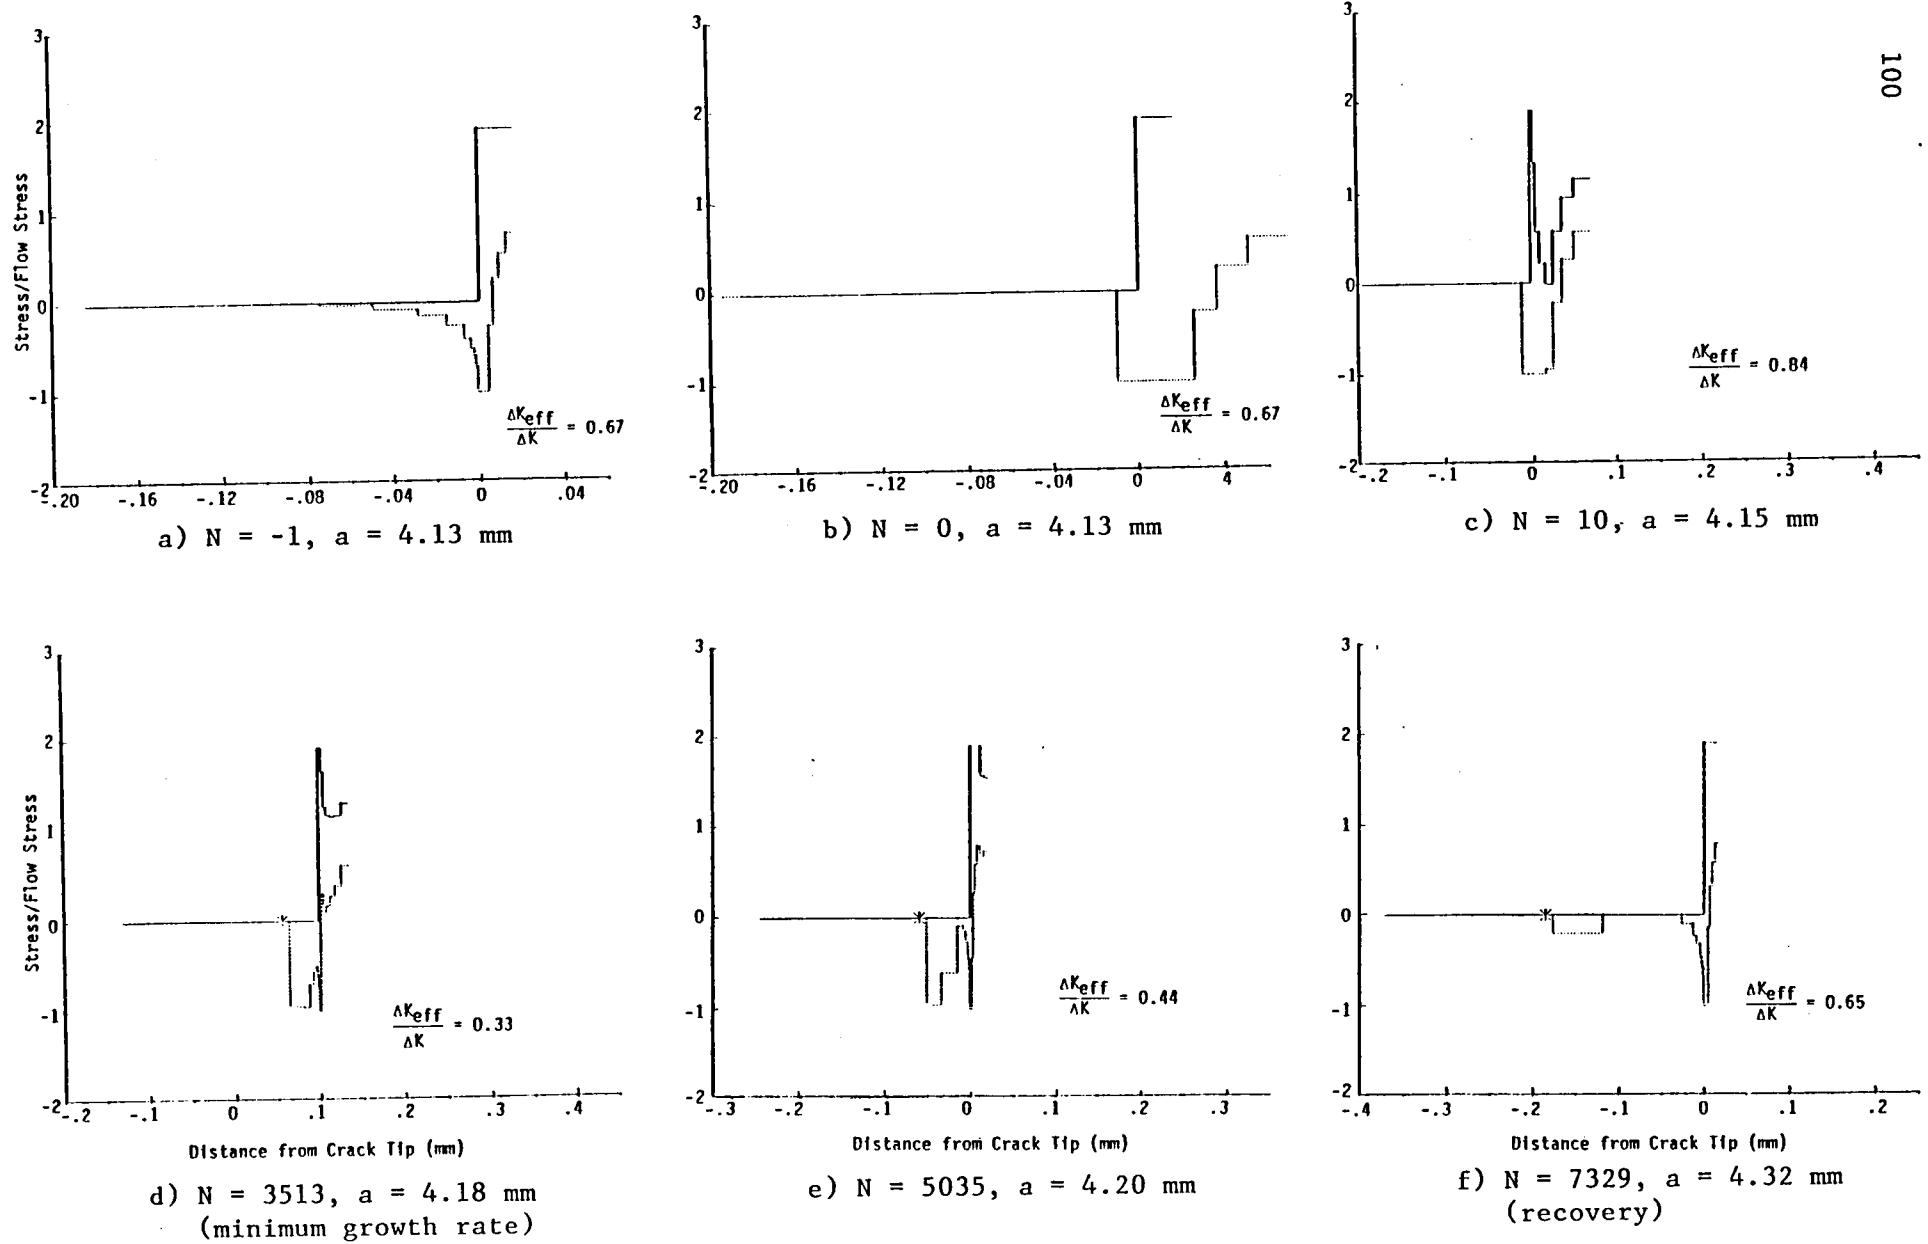 100
Stress/Flow Stress
3
2
1
0
-1
-2
-.20 -.16 -.12 -.08 -.04 0 .04
ΔKeff
ΔK
= 0.67
a) N = -1, a = 4.13 mm
3
2
1
0
-1
-2
-.20 -.16 -.12 -.08 -.04 0 4
ΔKeff
ΔK
= 0.67
b) N = 0, a = 4.13 mm
3
2
1
0
-1
-2
-.2 -.1 0 .1 .2 .3 .4
ΔKeff
ΔK
= 0.84
c) N = 10, a = 4.15 mm
Stress/Flow Stress
3
2
1
0
-1
-2
-.2 -.1 0 .1 .2 .3 .4
ΔKeff
ΔK
= 0.33
Distance from Crack Tip (mm)
d) N = 3513, a = 4.18 mm
(minimum growth rate)
3
2
1
0
-1
-2
-.3 -.2 -.1 0 .1 .2 .3
ΔKeff
ΔK
= 0.44
Distance from Crack Tip (mm)
e) N = 5035, a = 4.20 mm
3
2
1
0
-1
-2
-.4 -.3 -.2 -.1 0 .1 .2
ΔKeff
ΔK
= 0.65
Distance from Crack Tip (mm)
f) N = 7329, a = 4.32 mm
(recovery)